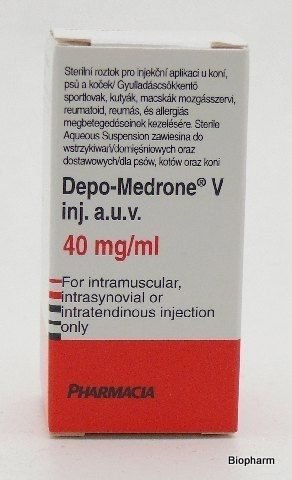 Sterilní roztok pro injekční aplikaci u koní,
psů a koček/ Gyulladáscsökkentő
sportlovak, kutyák, macskák mozgásszervi,
reumatoid, reumás, és allergiás
megbetegedéseinek kezelésére. Sterile
Aqueous Suspension zawiesina do
wstrzykiwań/domięśniowych oraz
dostawowych/dla psów, kotów oraz koni
Depo-Medrone® V
inj. a.u.v.
40 mg/ml
For intramuscular,
intrasynovial or
intratendinous injection
only
PHARMACIA
Biopharm